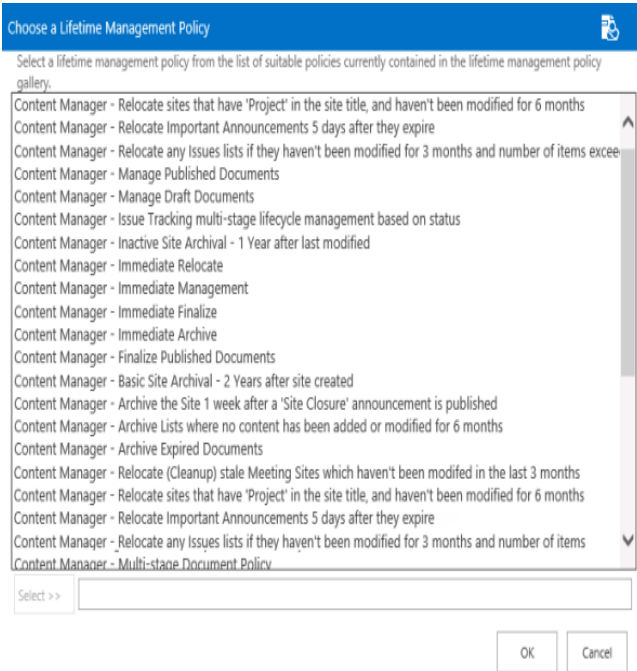 Choose a Lifetime Management Policy
Select a lifetime management policy from the list of suitable policies currently contained in the lifetime management policy
gallery.
Content Manager - Relocate sites that have 'Project' in the site title, and haven't been modified for 6 months
Content Manager - Relocate Important Announcements 5 days after they expire
Content Manager - Relocate any Issues lists if they haven't been modified for 3 months and number of items excee
Content Manager - Manage Published Documents
Content Manager - Manage Draft Documents
Content Manager - Issue Tracking multi-stage lifecycle management based on status
Content Manager - Inactive Site Archival - 1 Year after last modified
Content Manager - Immediate Relocate
Content Manager - Immediate Management
Content Manager - Immediate Finalize
Content Manager - Immediate Archive
Content Manager - Finalize Published Documents
Content Manager - Basic Site Archival - 2 Years after site created
Content Manager - Archive the Site 1 week after a 'Site Closure' announcement is published
Content Manager - Archive Lists where no content has been added or modified for 6 months
Content Manager - Archive Expired Documents
Content Manager - Relocate (Cleanup) stale Meeting Sites which haven't been modifed in the last 3 months
Content Manager - Relocate sites that have 'Project' in the site title, and haven't been modified for 6 months
Content Manager - Relocate Important Announcements 5 days after they expire
Content Manager - Relocate any Issues lists if they haven't been modified for 3 months and number of items
Content Manager - Multi-stage Document Policy
Select >>
OK Cancel